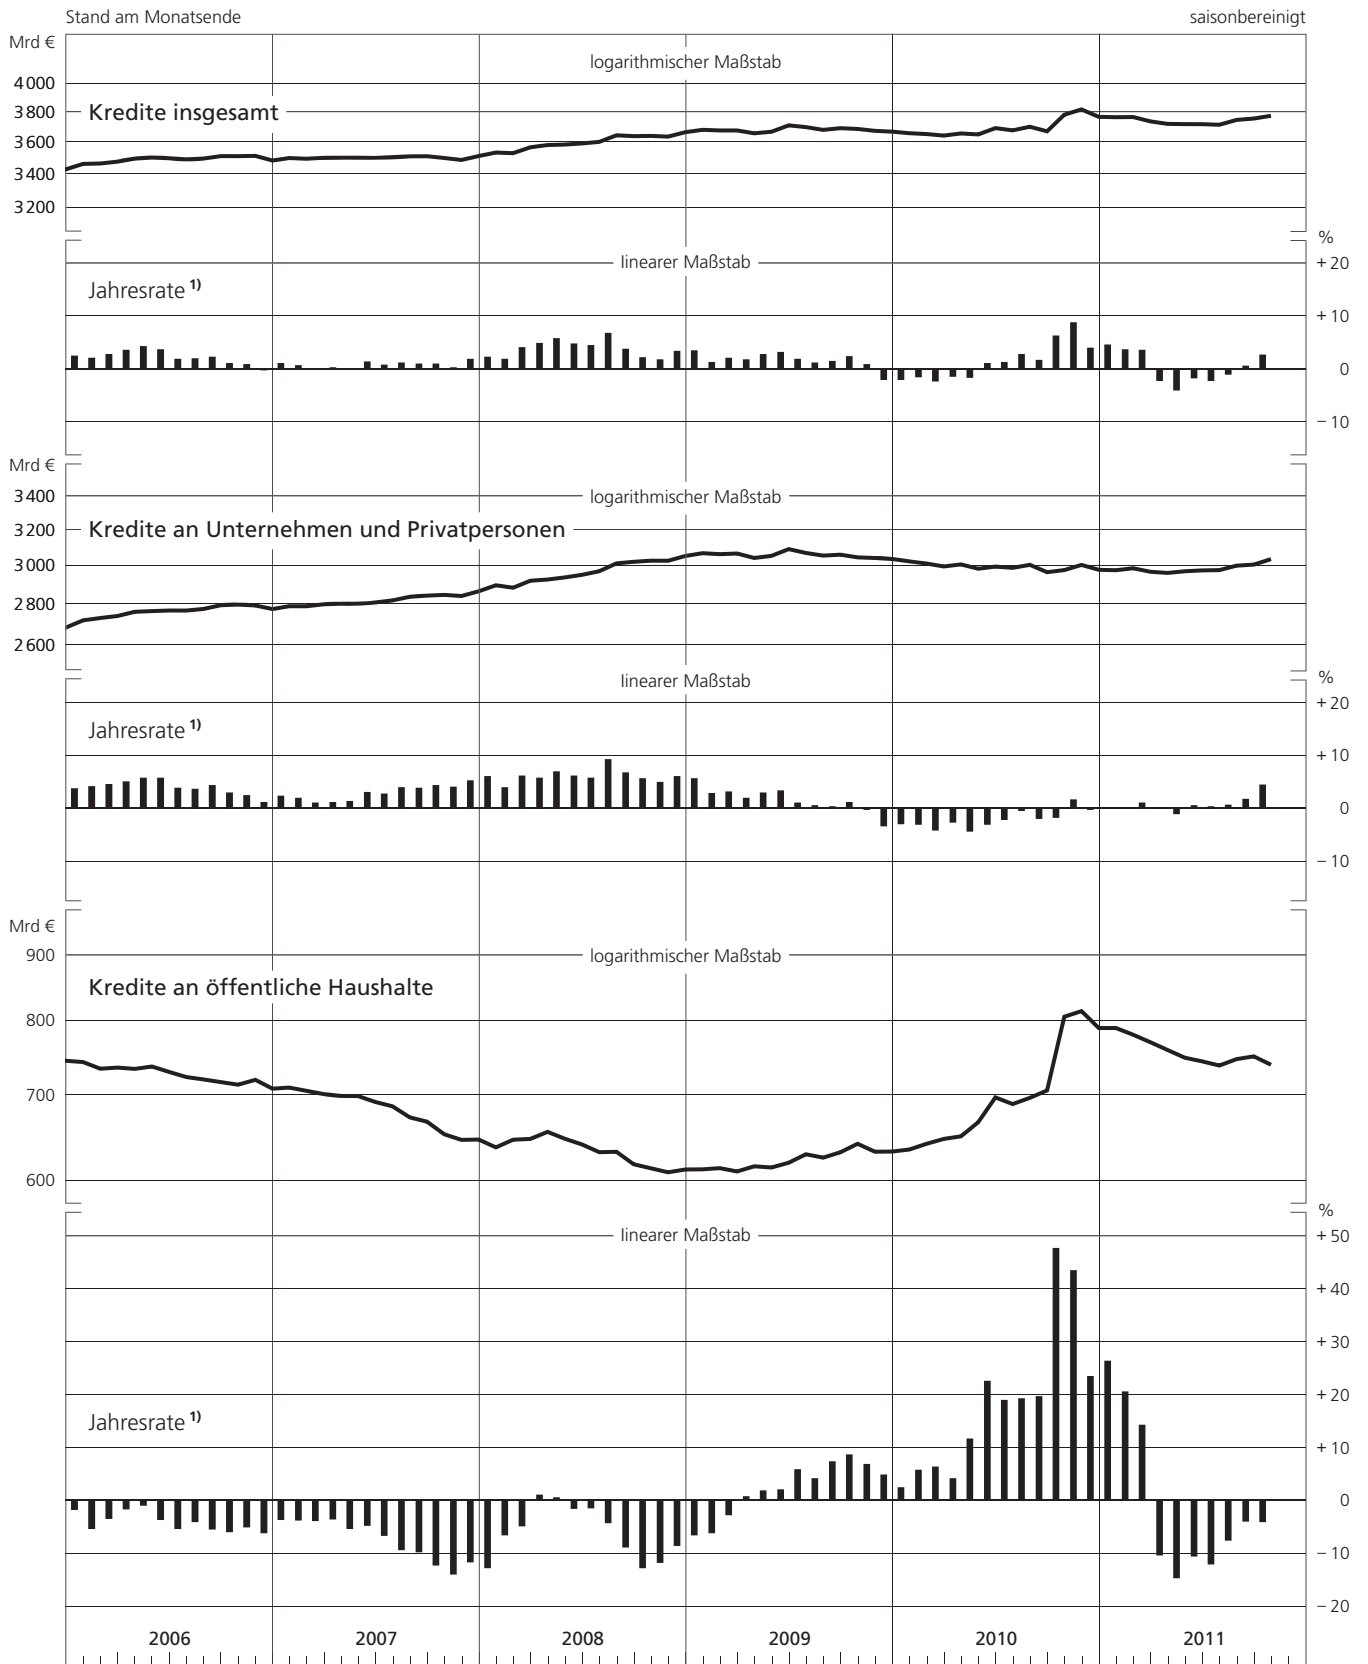 Stand am Monatsende saisonbereinigt
Mrd €
logarithmischer Maßstab
4 000
3 800 Kredite insgesamt
3 600
3 400
3 200
%
linearer Maßstab + 20
Jahresrate 1)
+ 10
0
– 10
Mrd €
3 400 logarithmischer Maßstab
3 200 Kredite an Unternehmen und Privatpersonen
3 000
2 800
2 600
linearer Maßstab %
+ 20
Jahresrate 1)
+ 10
0
– 10
Mrd €
900 logarithmischer Maßstab
Kredite an öffentliche Haushalte
800
700
600
%
linearer Maßstab + 50
+ 40
+ 30
+ 20
Jahresrate 1)
+ 10
0
– 10
– 20
2006 2007 2008 2009 2010 2011